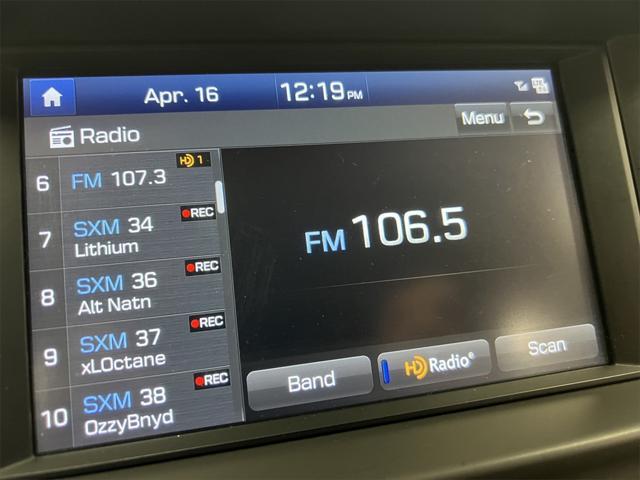 Apr. 16 12:19 PM
Radio Menu
6 FM 107.3 HD 1
7 SXM 34 REC
Lithium
8 SXM 36 REC
Alt Natn
9 SXM 37 REC
xL0ctane
10 SXM 38 REC
OzzyBnyd
FM 106.5
Band HD Radio® Scan